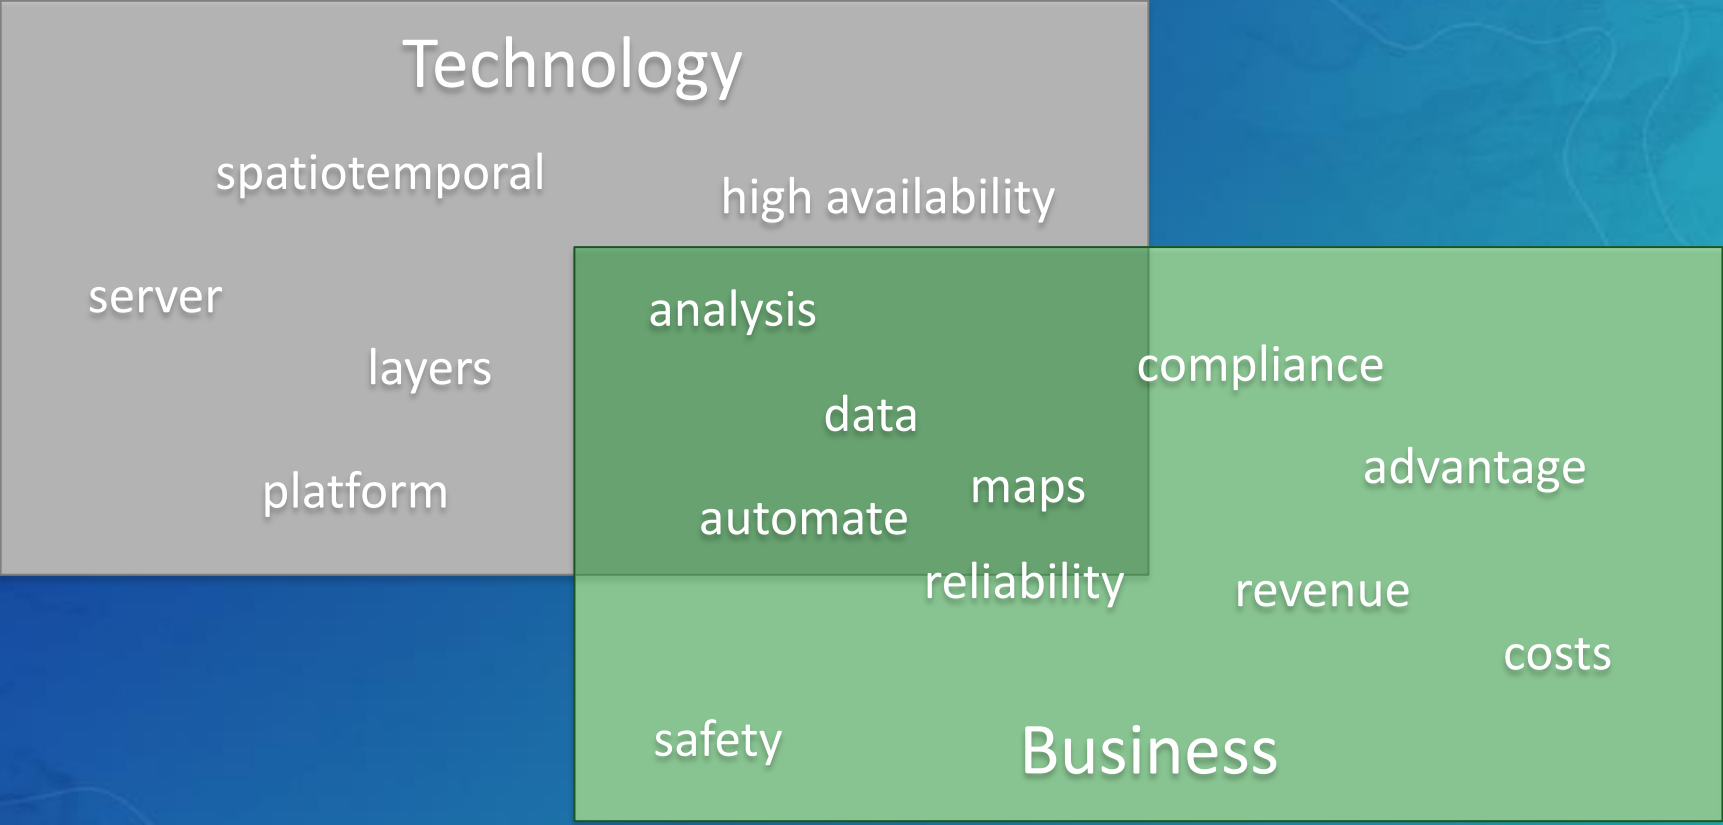 Technology
spatiotemporal
high availability
server
analysis
layers
compliance
data
advantage
platform
maps
automate
reliability
revenue
costs
safety
Business